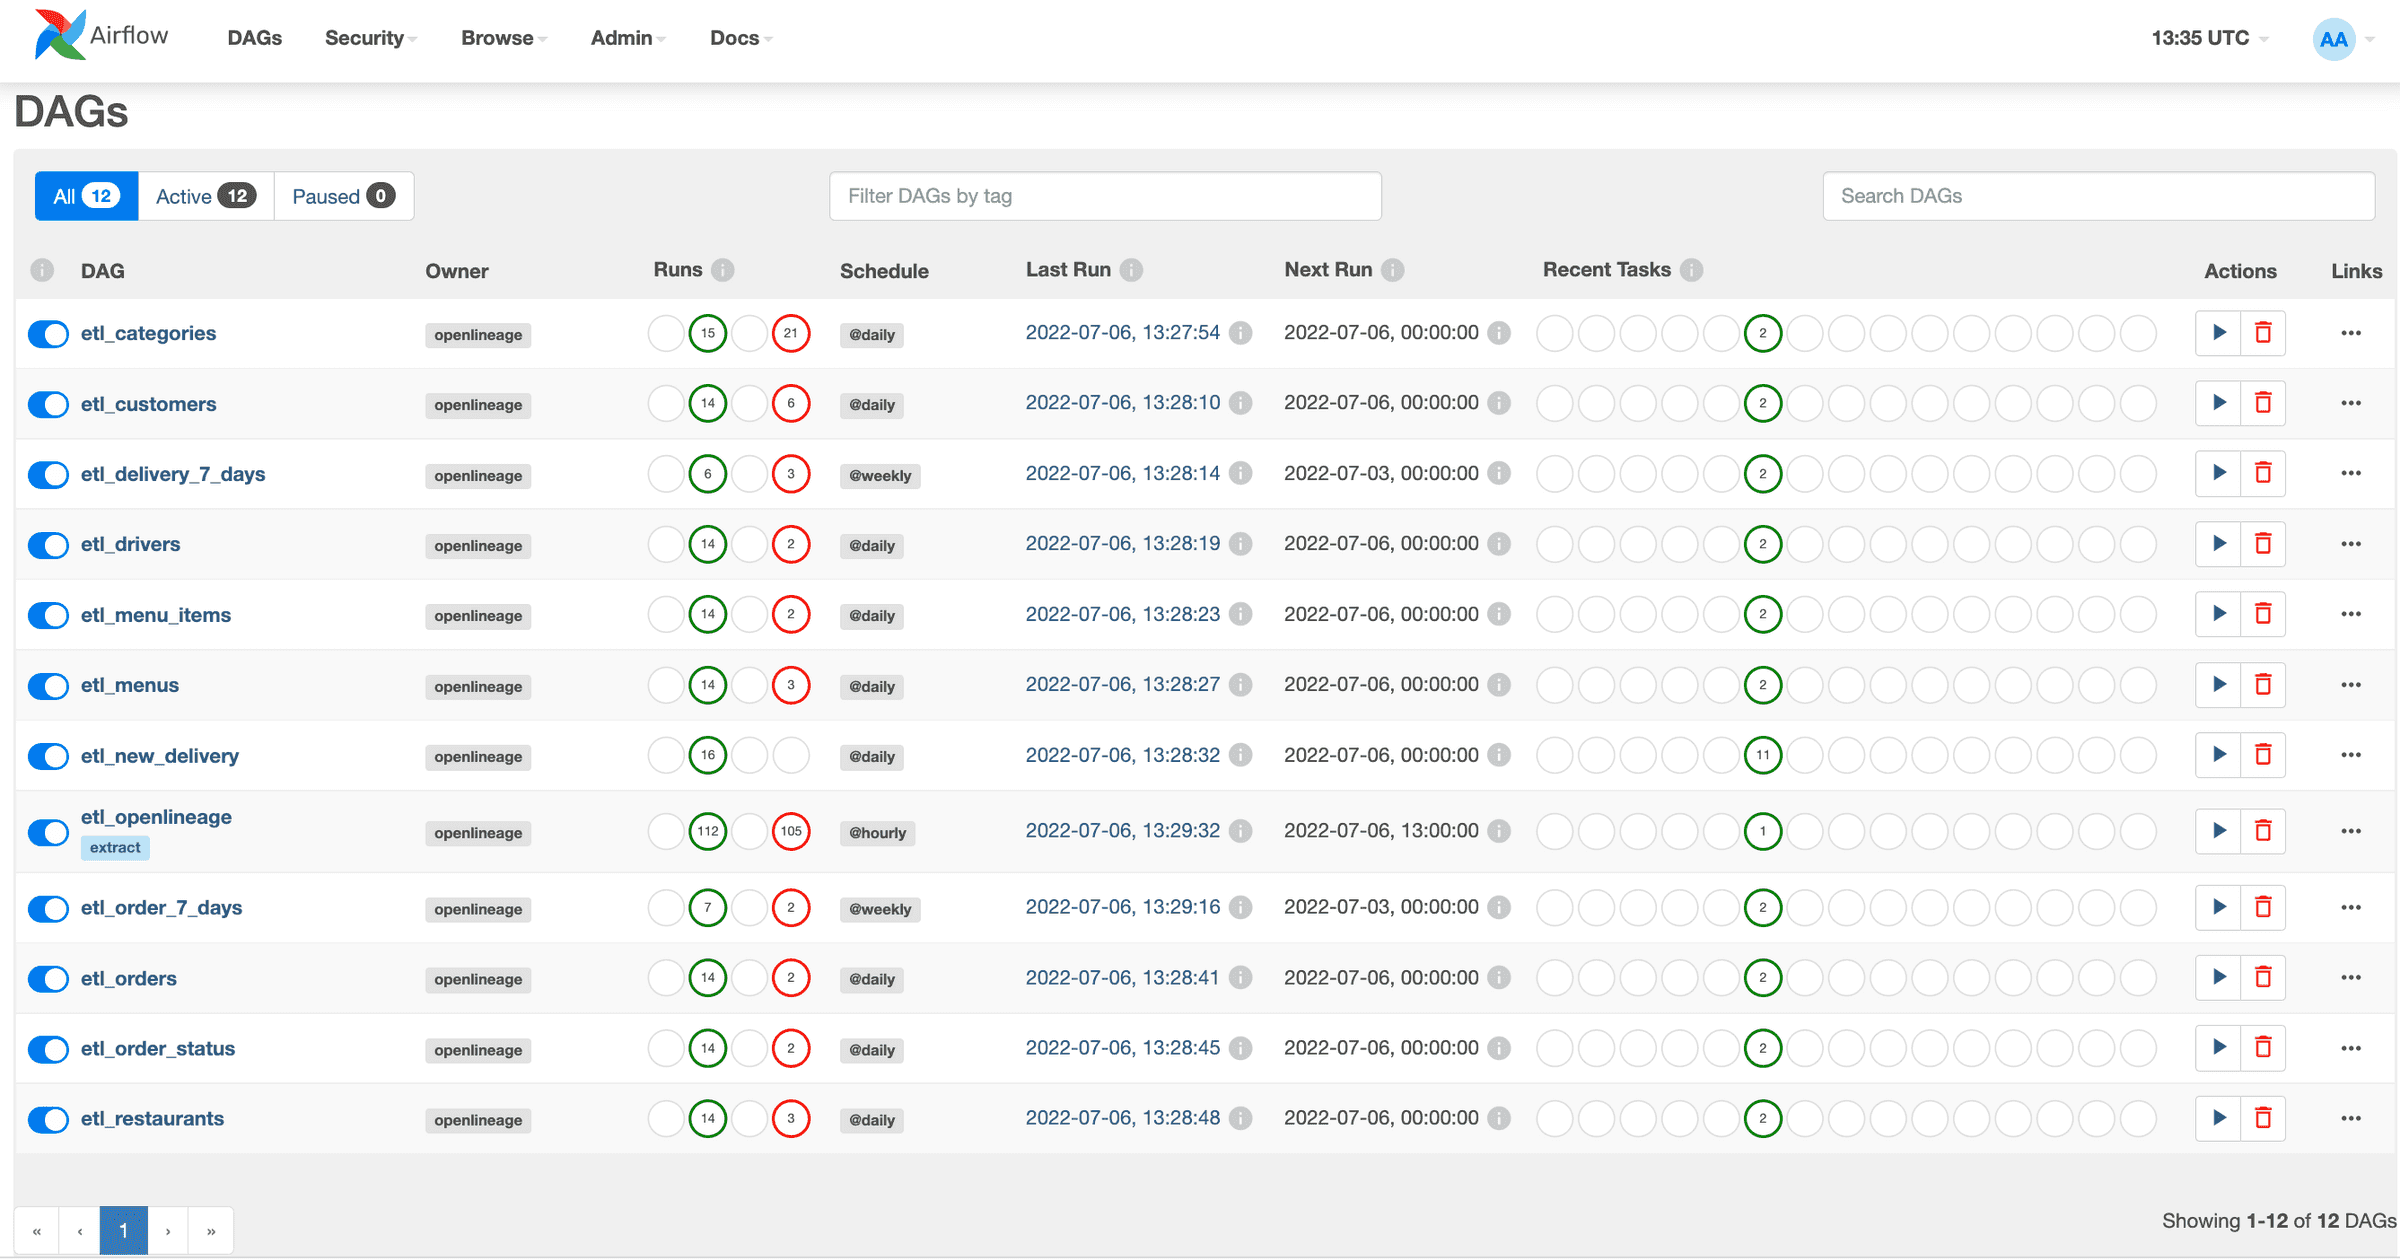 Airflow DAGs Security Browse Admin Docs 13:35 UTC AA
DAGs
All 12 Active 12 Paused 0 Filter DAGs by tag Search DAGs
i DAG Owner Runs i Schedule Last Run i Next Run i Recent Tasks i Actions Links
etl_categories openlineage 15 21 @daily 2022-07-06, 13:27:54 i 2022-07-06, 00:00:00 i 2 ...
etl_customers openlineage 14 6 @daily 2022-07-06, 13:28:10 i 2022-07-06, 00:00:00 i 2 ...
etl_delivery_7_days openlineage 6 3 @weekly 2022-07-06, 13:28:14 i 2022-07-03, 00:00:00 i 2 ...
etl_drivers openlineage 14 2 @daily 2022-07-06, 13:28:19 i 2022-07-06, 00:00:00 i 2 ...
etl_menu_items openlineage 14 2 @daily 2022-07-06, 13:28:23 i 2022-07-06, 00:00:00 i 2 ...
etl_menus openlineage 14 3 @daily 2022-07-06, 13:28:27 i 2022-07-06, 00:00:00 i 2 ...
etl_new_delivery openlineage 16 @daily 2022-07-06, 13:28:32 i 2022-07-06, 00:00:00 i 11 ...
etl_openlineage openlineage 112 105 @hourly 2022-07-06, 13:29:32 i 2022-07-06, 13:00:00 i 1 ...
extract
etl_order_7_days openlineage 7 2 @weekly 2022-07-06, 13:29:16 i 2022-07-03, 00:00:00 i 2 ...
etl_orders openlineage 14 2 @daily 2022-07-06, 13:28:41 i 2022-07-06, 00:00:00 i 2 ...
etl_order_status openlineage 14 2 @daily 2022-07-06, 13:28:45 i 2022-07-06, 00:00:00 i 2 ...
etl_restaurants openlineage 14 3 @daily 2022-07-06, 13:28:48 i 2022-07-06, 00:00:00 i 2 ...
« ‹ 1 › » Showing 1-12 of 12 DAGs